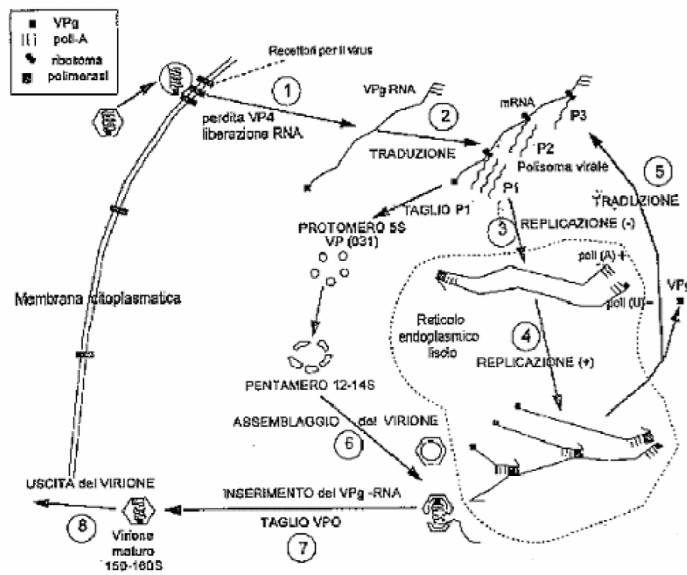 VPg
poli-A
ribosoma
polimerasi
Recettori per il virus
1
perdita VP4
liberazione RNA
VPg RNA
2
TRADUZIONE
mRNA
P3
P2
Polisoma virale
P1
5
TRADUZIONE
TAGLIO P1
PROTOMERO 5S
VP (031)
3
REPLICAZIONE (-)
poli (A) +
poli (U) -
VPg
Membrana citoplasmatica
Reticolo
endoplasmico
liscio
4
REPLICAZIONE (+)
PENTAMERO 12-14S
ASSEMBLAGGIO del VIRIONE
6
USCITA del VIRIONE
8
Virione
maturo
150-160S
INSERIMENTO del VPg -RNA
TAGLIO VPO
7